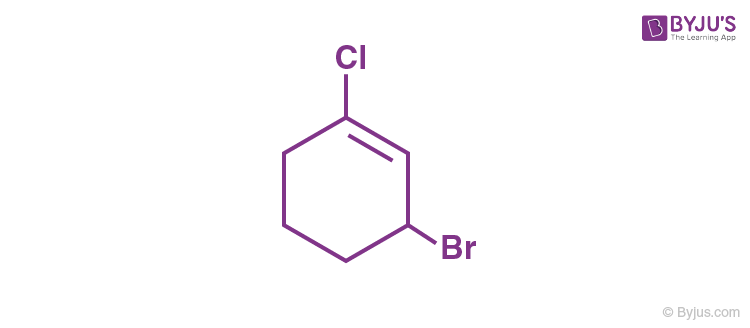 BYJU'S
The Learning App
Cl
Br
© Byjus.com